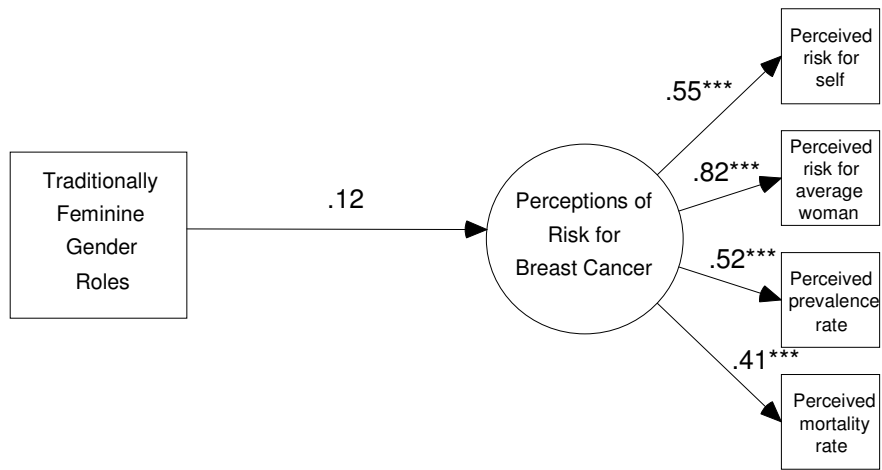 Traditionally
Feminine
Gender
Roles
.12
Perceptions of
Risk for
Breast Cancer
.55***
Perceived
risk for
self
.82***
Perceived
risk for
average
woman
.52***
Perceived
prevalence
rate
.41***
Perceived
mortality
rate